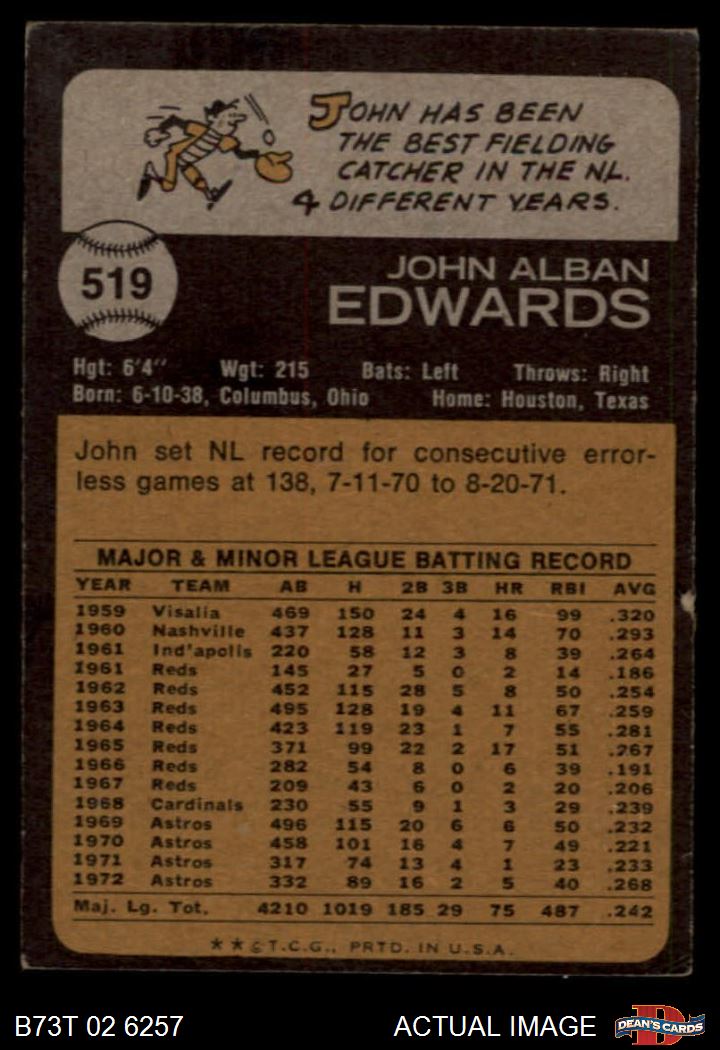 JOHN HAS BEEN
THE BEST FIELDING
CATCHER IN THE NL.
4 DIFFERENT YEARS.
519
JOHN ALBAN
EDWARDS
Hgt: 6'4" Wgt: 215 Bats: Left Throws: Right
Born: 6-10-38, Columbus, Ohio Home: Houston, Texas
John set NL record for consecutive error-
less games at 138, 7-11-70 to 8-20-71.
MAJOR & MINOR LEAGUE BATTING RECORD
YEAR TEAM AB H 2B 3B HR RBI AVG
1959 Visalia 469 150 24 4 16 99 .320
1960 Nashville 437 128 11 3 14 70 .293
1961 Ind'apolis 220 58 12 3 8 39 .264
1961 Reds 145 27 5 0 2 14 .186
1962 Reds 452 115 28 5 8 50 .254
1963 Reds 495 128 19 4 11 67 .259
1964 Reds 423 119 23 1 7 55 .281
1965 Reds 371 99 22 2 17 51 .267
1966 Reds 282 54 8 0 6 39 .191
1967 Reds 209 43 6 0 2 20 .206
1968 Cardinals 230 55 9 1 3 29 .239
1969 Astros 496 115 20 6 6 50 .232
1970 Astros 458 101 16 4 7 49 .221
1971 Astros 317 74 13 4 1 23 .233
1972 Astros 332 89 16 2 5 40 .268
Maj. Lg. Tot. 4210 1019 185 29 75 487 .242
★★© T.C.G., PRTD. IN U.S.A.
B73T 02 6257 ACTUAL IMAGE DEAN'S CARDS